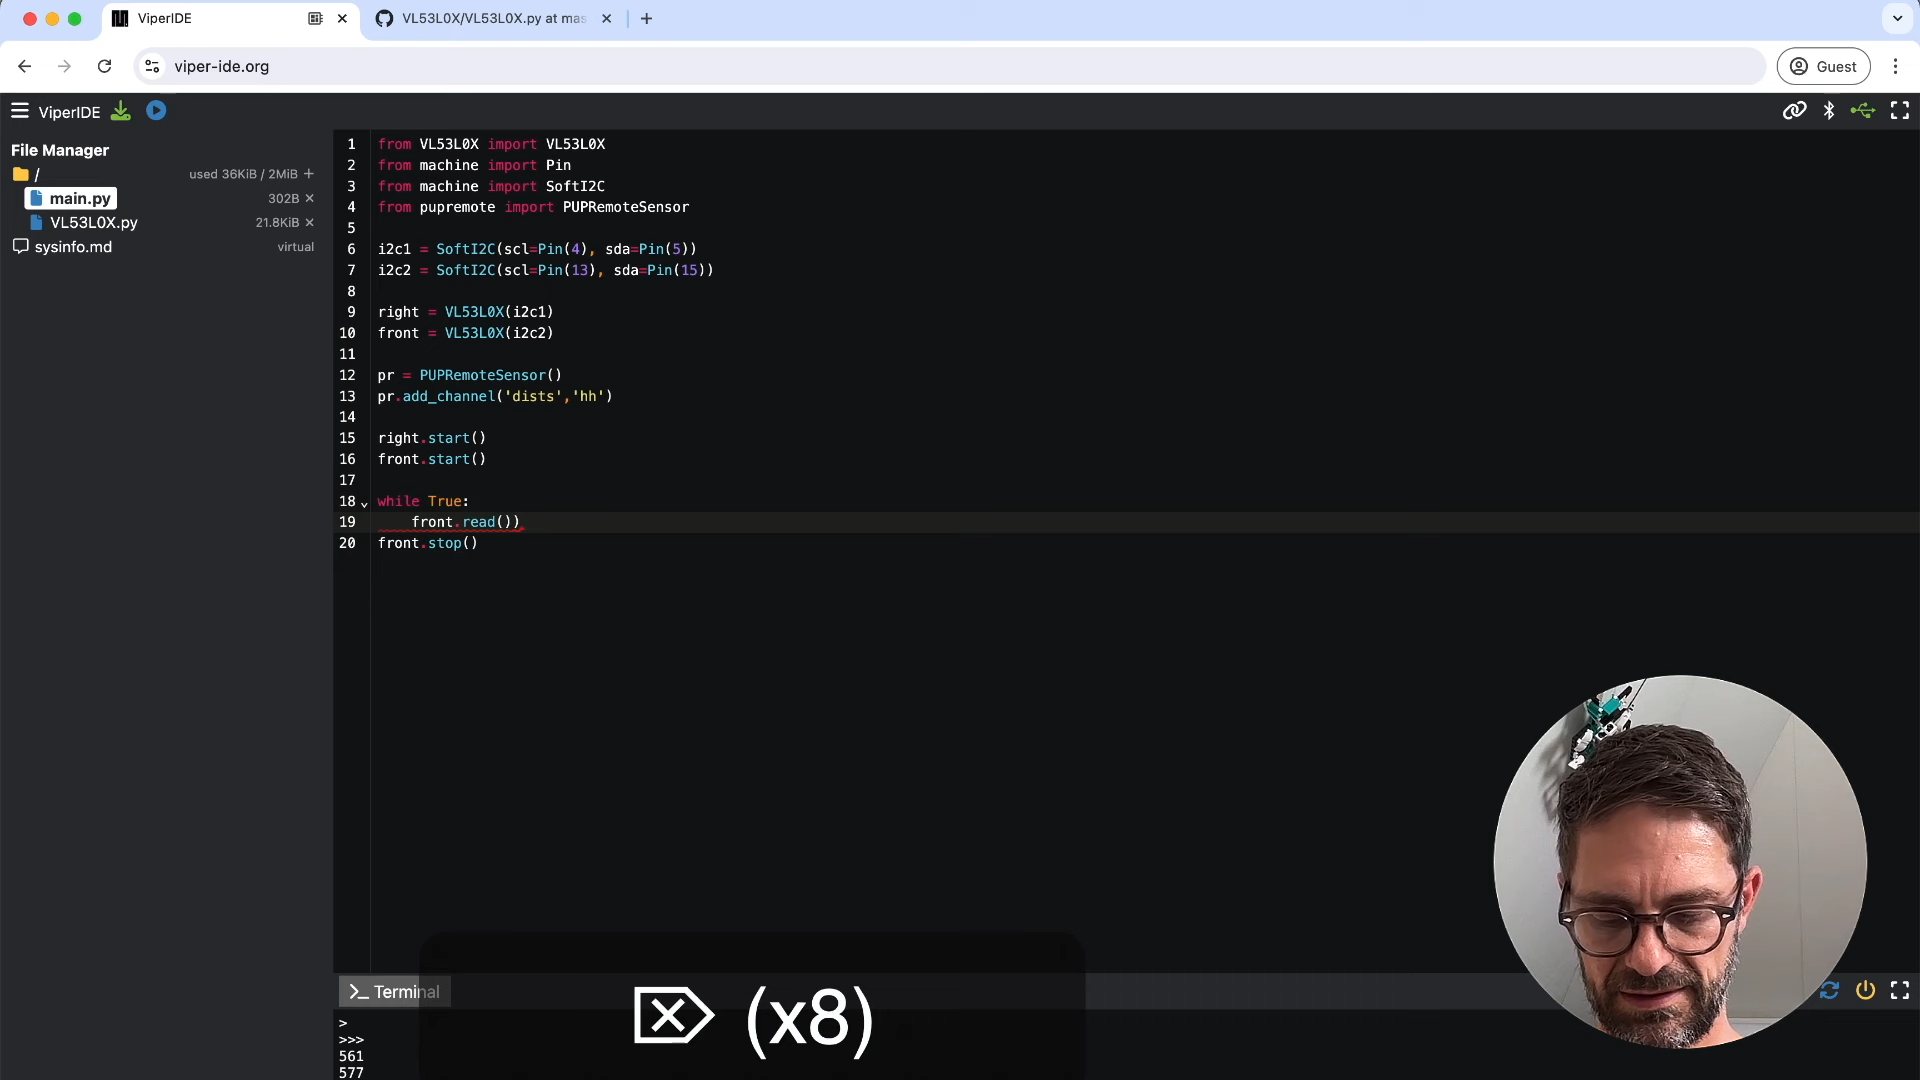 ViperIDE
VL53L0X/VL53L0X.py at mas
viper-ide.org
Guest
ViperIDE
File Manager
/
used 36KiB / 2MiB +
main.py
302B ×
VL53L0X.py
21.8KiB ×
sysinfo.md
virtual
1 from VL53L0X import VL53L0X
2 from machine import Pin
3 from machine import SoftI2C
4 from pupremote import PUPRemoteSensor
5
6 i2c1 = SoftI2C(scl=Pin(4), sda=Pin(5))
7 i2c2 = SoftI2C(scl=Pin(13), sda=Pin(15))
8
9 right = VL53L0X(i2c1)
10 front = VL53L0X(i2c2)
11
12 pr = PUPRemoteSensor()
13 pr.add_channel('dists','hh')
14
15 right.start()
16 front.start()
17
18 while True:
19     front.read())
20 front.stop()
Terminal
>
>>>
561
577
(x8)